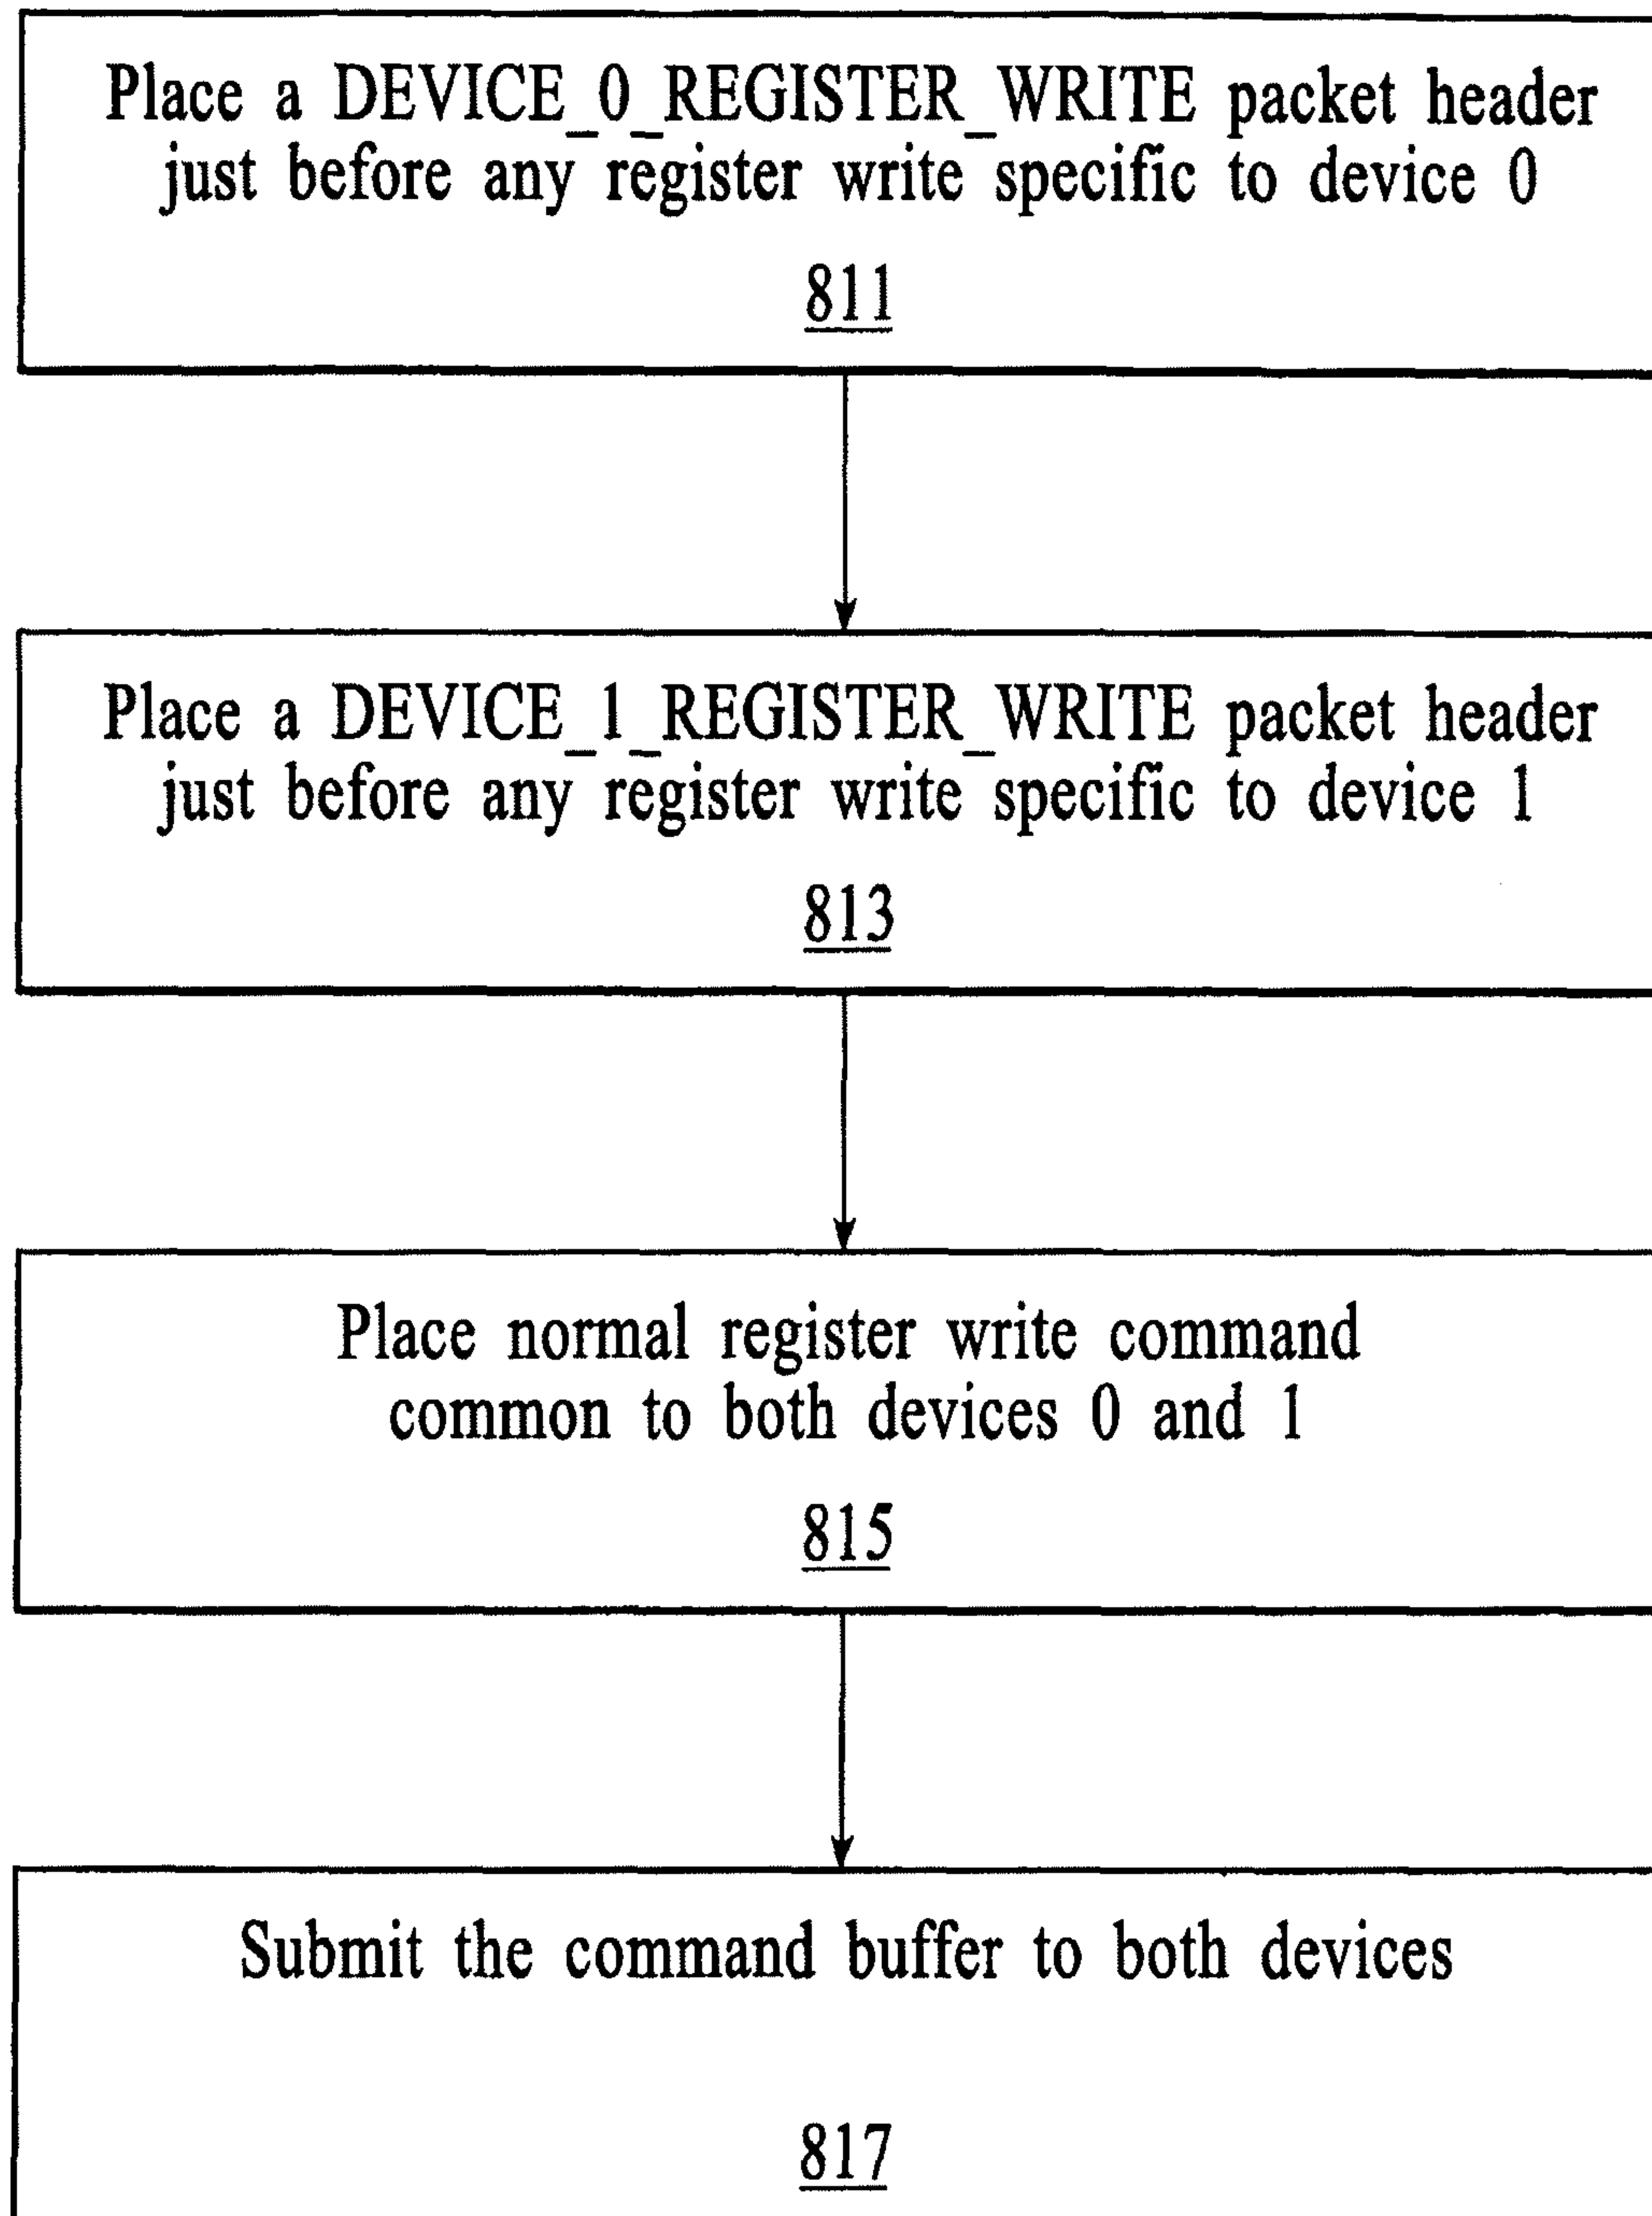 Place a DEVICE_0_REGISTER_WRITE packet header
just before any register write specific to device 0
811
Place a DEVICE_1_REGISTER_WRITE packet header
just before any register write specific to device 1
813
Place normal register write command
common to both devices 0 and 1
815
Submit the command buffer to both devices
817